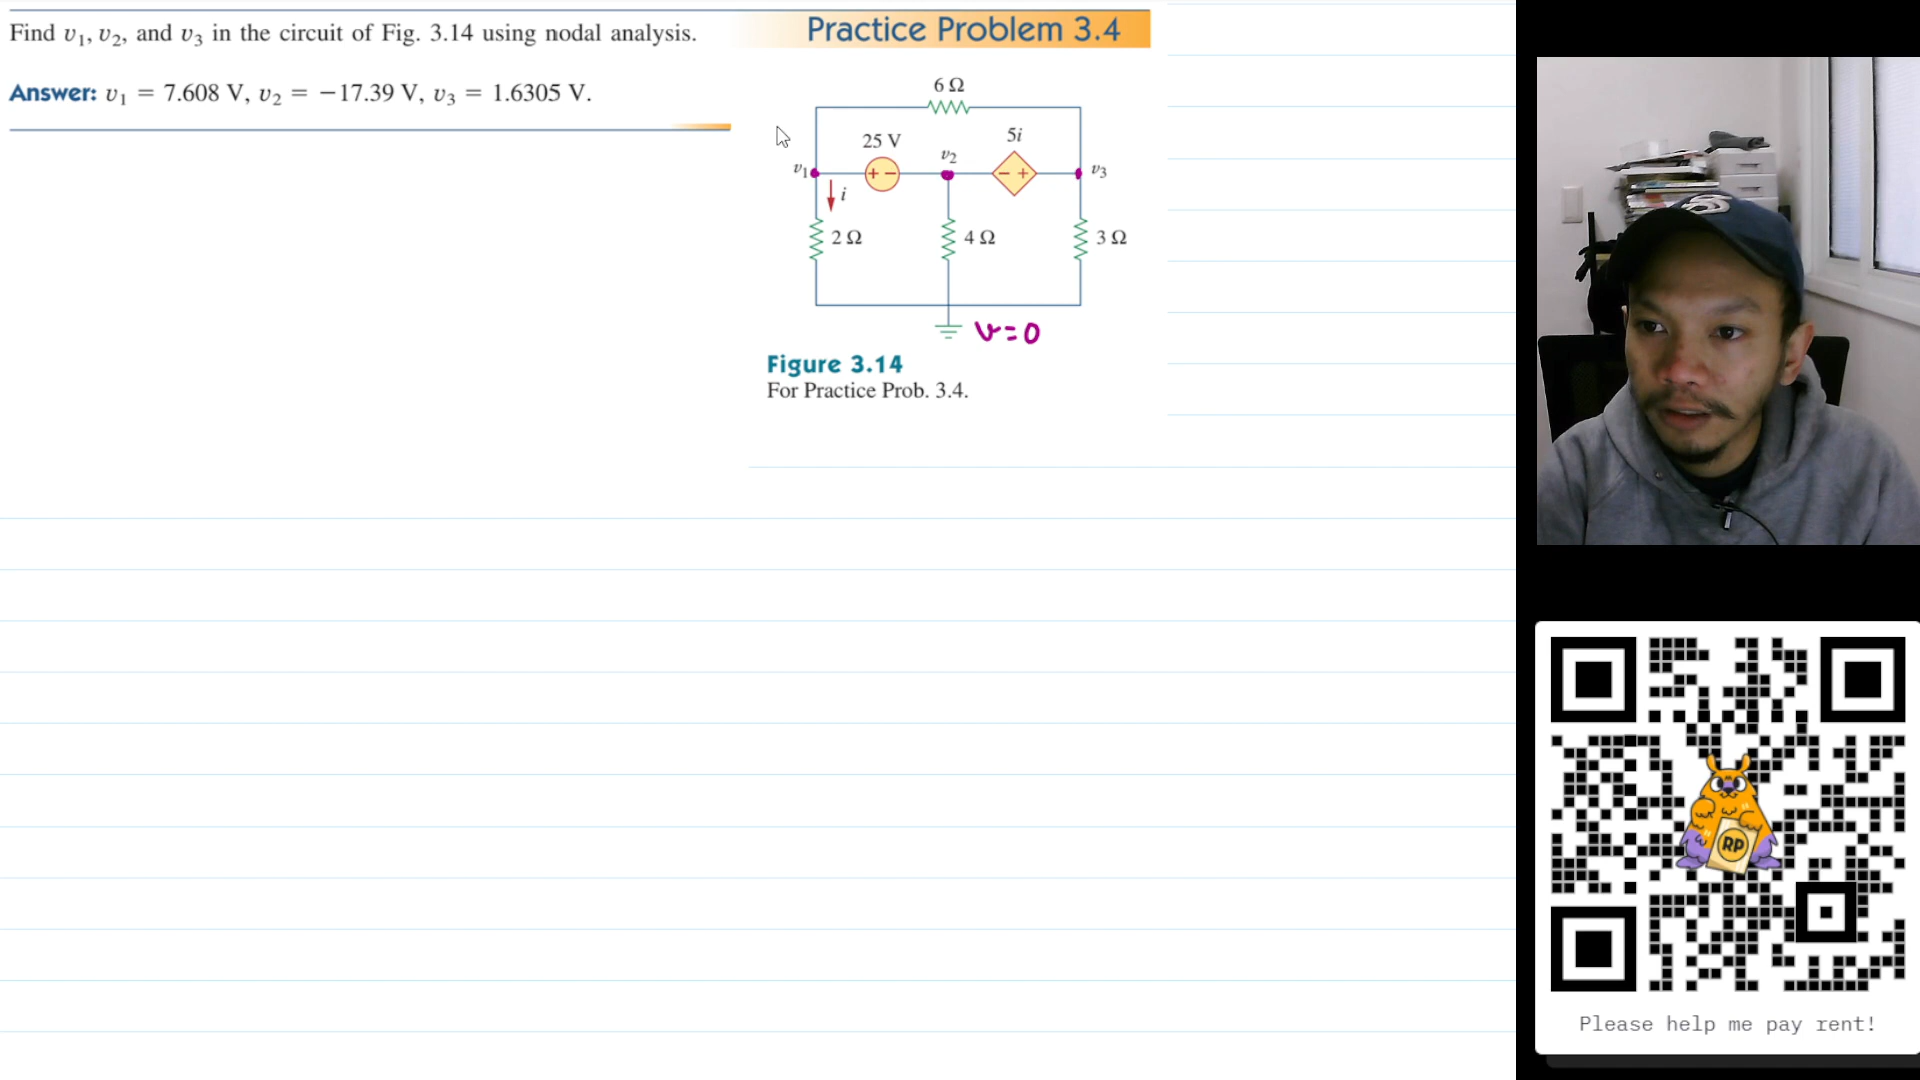 Find v₁, v₂, and v₃ in the circuit of Fig. 3.14 using nodal analysis.
Answer: v₁ = 7.608 V, v₂ = −17.39 V, v₃ = 1.6305 V.
Practice Problem 3.4
6 Ω
25 V
5i
v₂
v₁
+ −
− +
v₃
i
2 Ω
4 Ω
3 Ω
v=0
Figure 3.14
For Practice Prob. 3.4.
RP
Please help me pay rent!